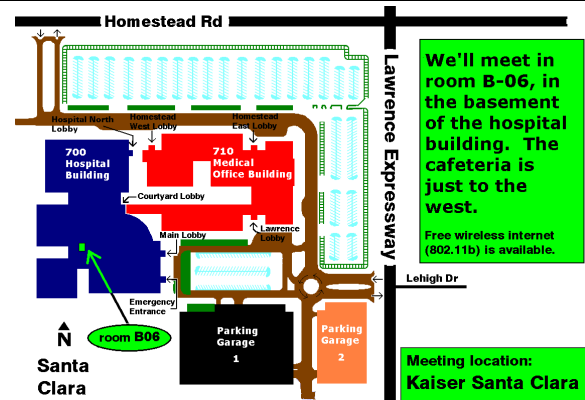 Homestead Rd
Lawrence Expressway
We'll meet in
room B-06, in
the basement
of the hospital
building. The
cafeteria is
just to the
west.
Free wireless internet
(802.11b) is available.
Hospital North
Lobby
Homestead
West Lobby
Homestead
East Lobby
700
Hospital
Building
710
Medical
Office Building
Courtyard Lobby
Main Lobby
Lawrence
Lobby
Emergency
Entrance
Lehigh Dr
N
room B06
Santa
Clara
Parking
Garage
1
Parking
Garage
2
Meeting location:
Kaiser Santa Clara